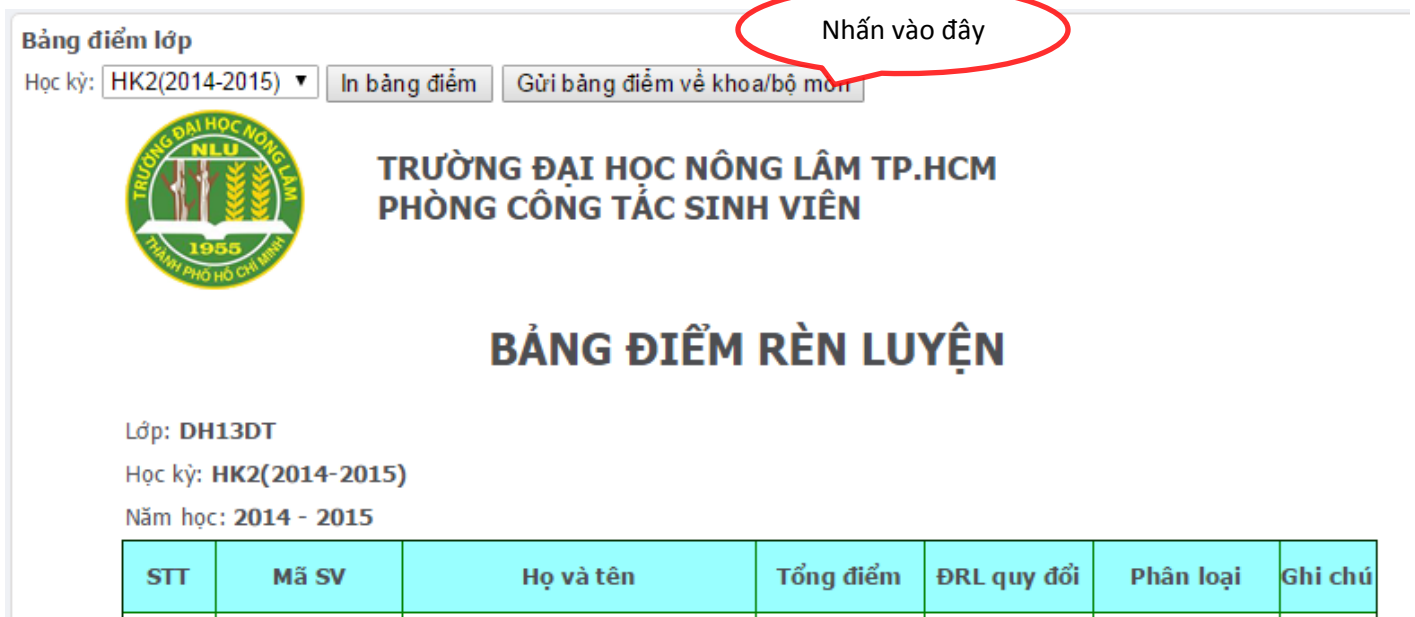 Nhấn vào đây
Bảng điểm lớp
Học kỳ: HK2(2014-2015) ▼ In bảng điểm Gửi bảng điểm về khoa/bộ môn
TRƯỜNG ĐẠI HỌC NÔNG LÂM
NLU
1955
THÀNH PHỐ HỒ CHÍ MINH
TRƯỜNG ĐẠI HỌC NÔNG LÂM TP.HCM
PHÒNG CÔNG TÁC SINH VIÊN
BẢNG ĐIỂM RÈN LUYỆN
Lớp: DH13DT
Học kỳ: HK2(2014-2015)
Năm học: 2014 - 2015
STT Mã SV Họ và tên Tổng điểm ĐRL quy đổi Phân loại Ghi chú